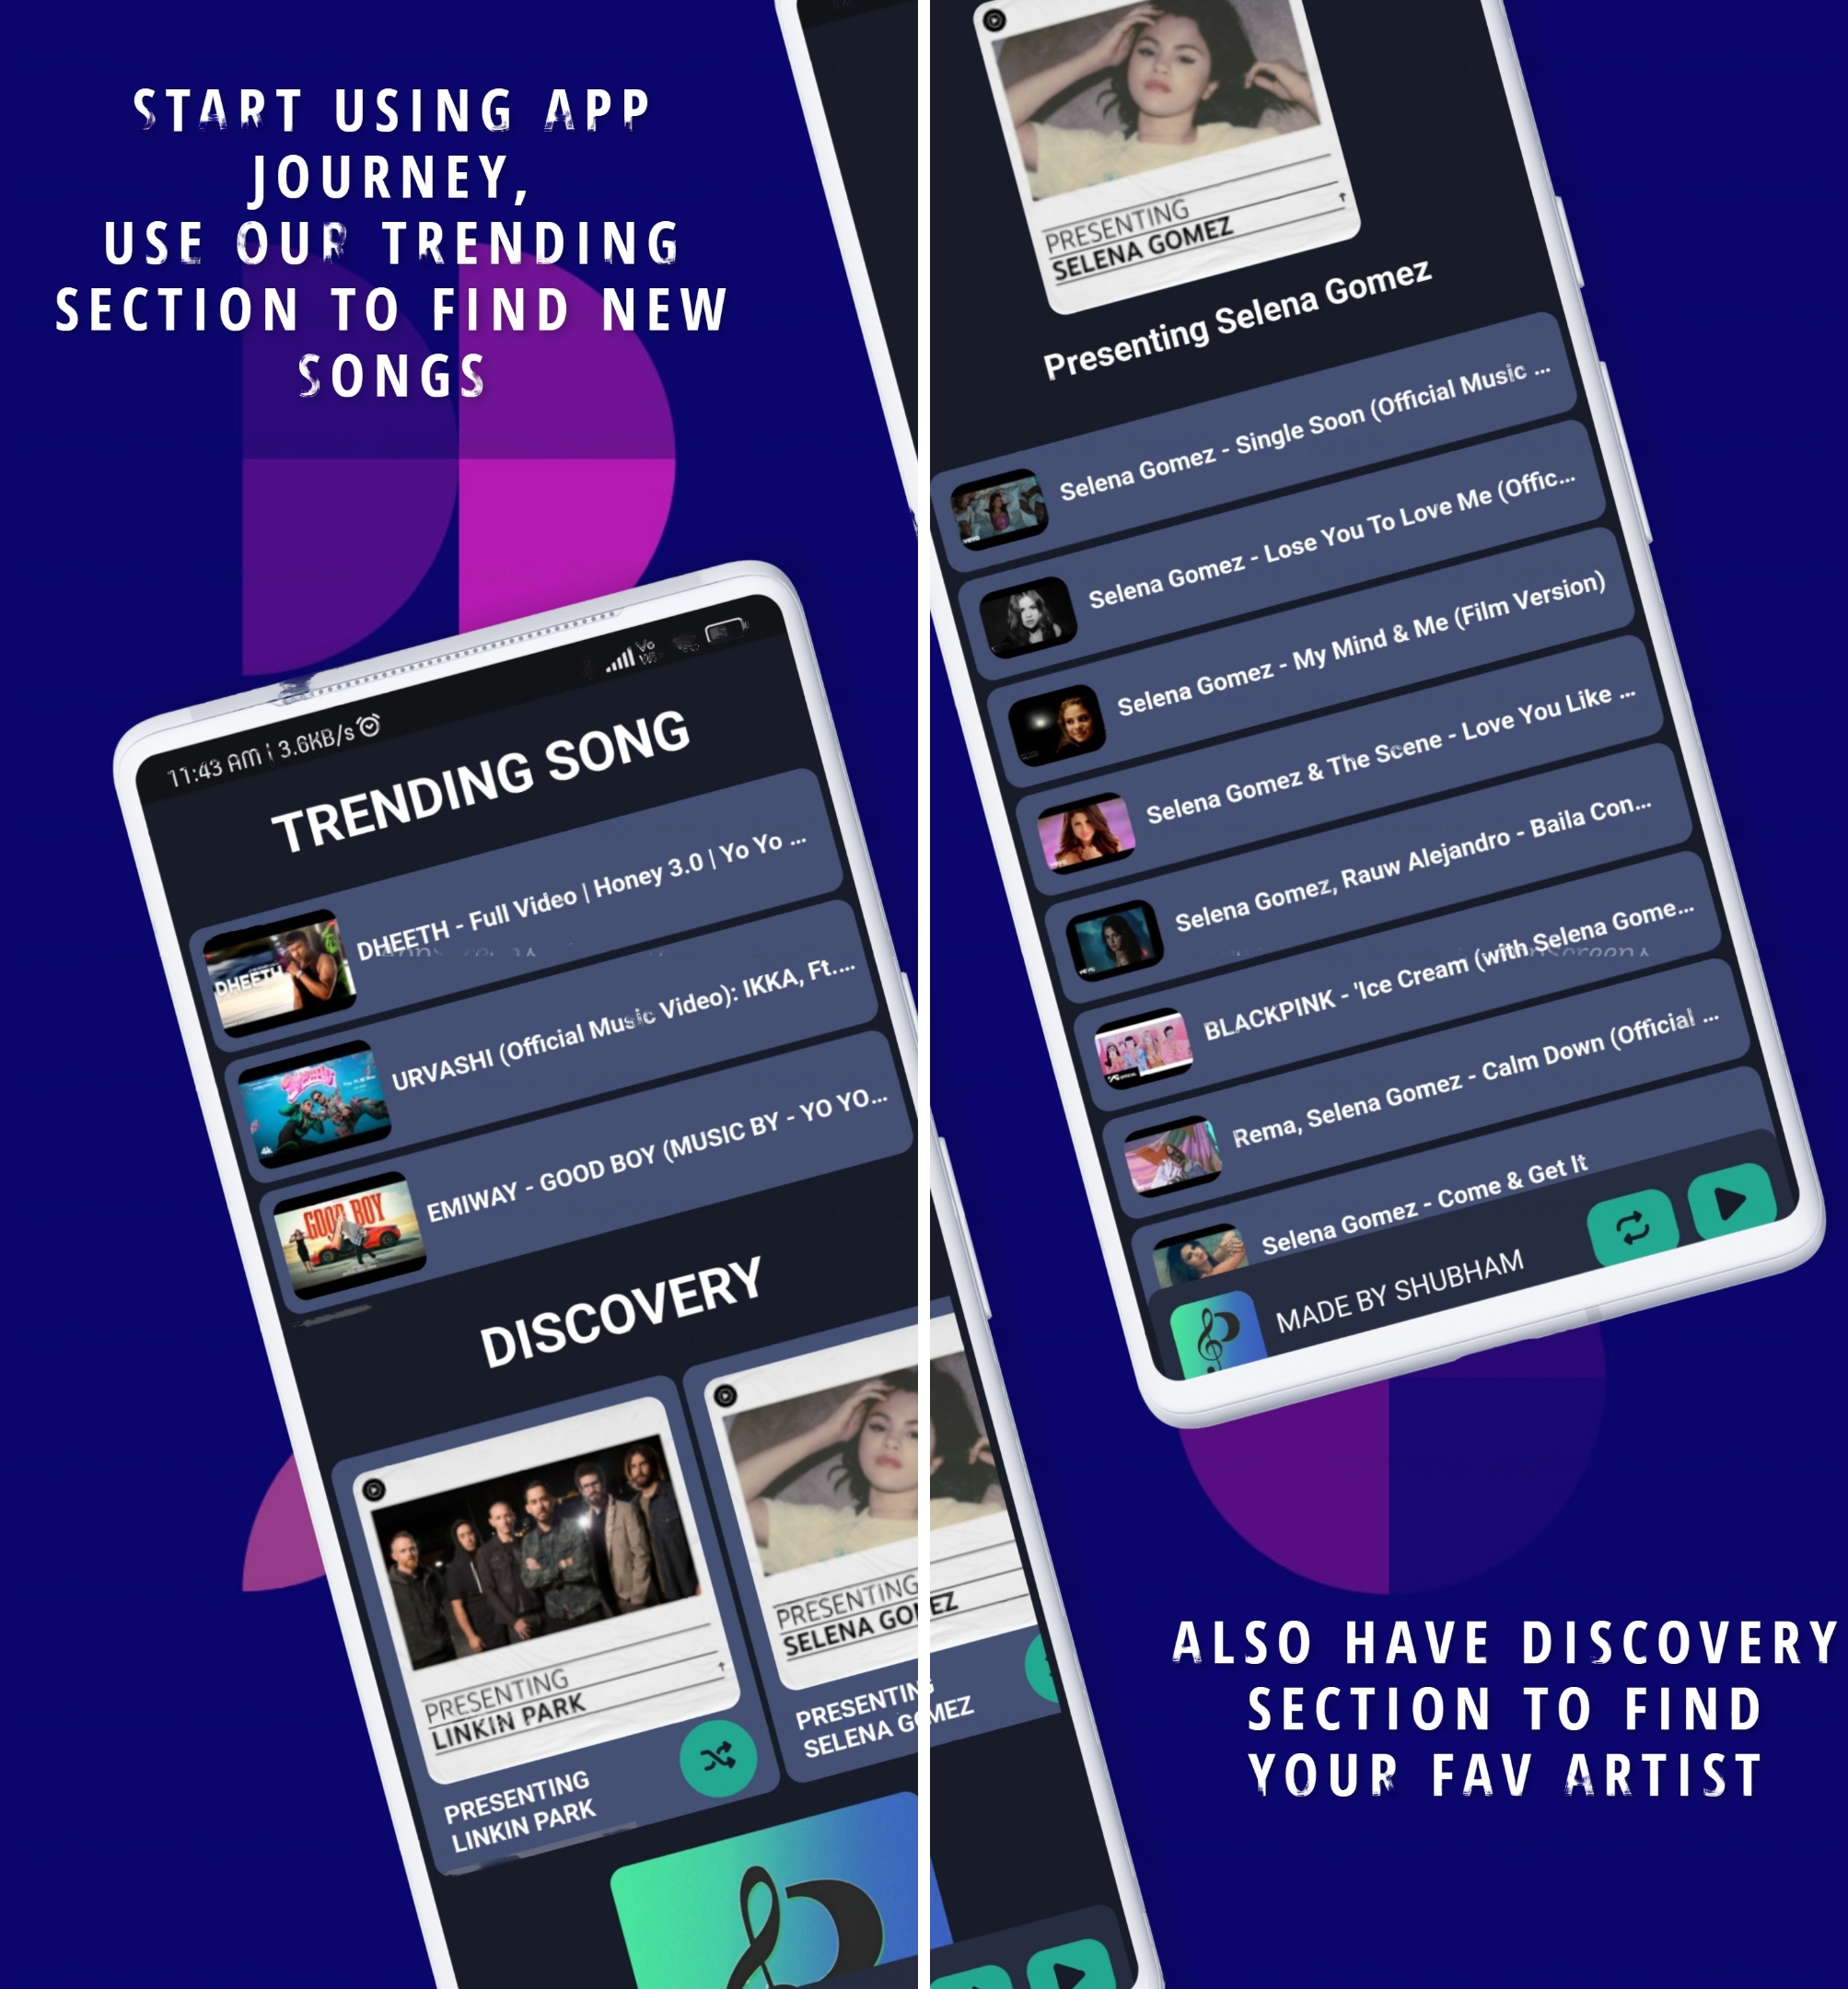 START USING APP
JOURNEY,
USE OUR TRENDING
SECTION TO FIND NEW
SONGS
11:43 AM | 3.6KB/s
Vo
TRENDING SONG
DHEETH
DHEETH - Full Video | Honey 3.0 | Yo Yo ...
URVASHI (Official Music Video): IKKA, Ft....
GOOD BOY
EMIWAY - GOOD BOY (MUSIC BY - YO YO...
DISCOVERY
PRESENTING
LINKIN PARK
PRESENTING
LINKIN PARK
PRESENTING
SELENA GOMEZ
PRESENTING
SELENA GOMEZ
PRESENTING
SELENA GOMEZ
Presenting Selena Gomez
Selena Gomez - Single Soon (Official Music ...
Selena Gomez - Lose You To Love Me (Offic...
Selena Gomez - My Mind & Me (Film Version)
Selena Gomez & The Scene - Love You Like ...
Selena Gomez, Rauw Alejandro - Baila Con...
BLACKPINK - 'Ice Cream (with Selena Gome...
Rema, Selena Gomez - Calm Down (Official ...
Selena Gomez - Come & Get It
MADE BY SHUBHAM
ALSO HAVE DISCOVERY
SECTION TO FIND
YOUR FAV ARTIST